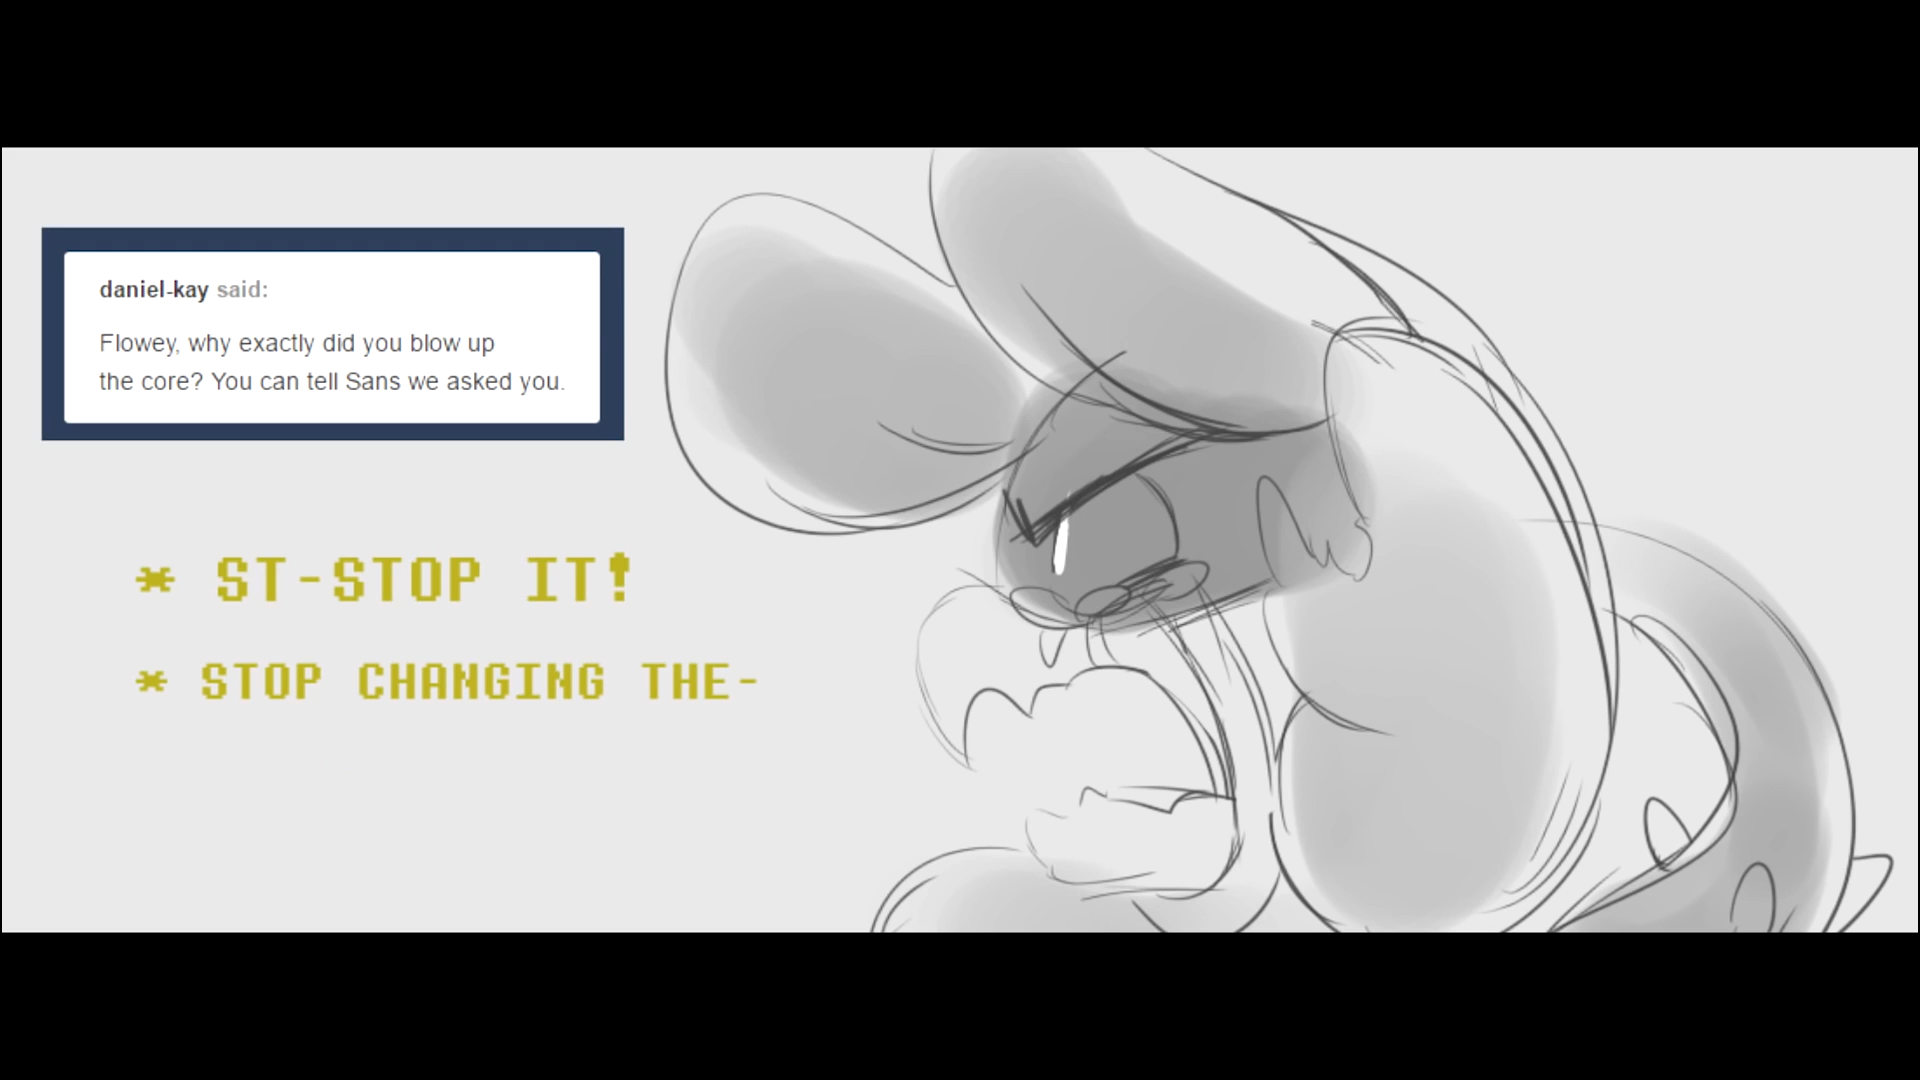 daniel-kay said:
Flowey, why exactly did you blow up
the core? You can tell Sans we asked you.
* ST-STOP IT!
* STOP CHANGING THE-